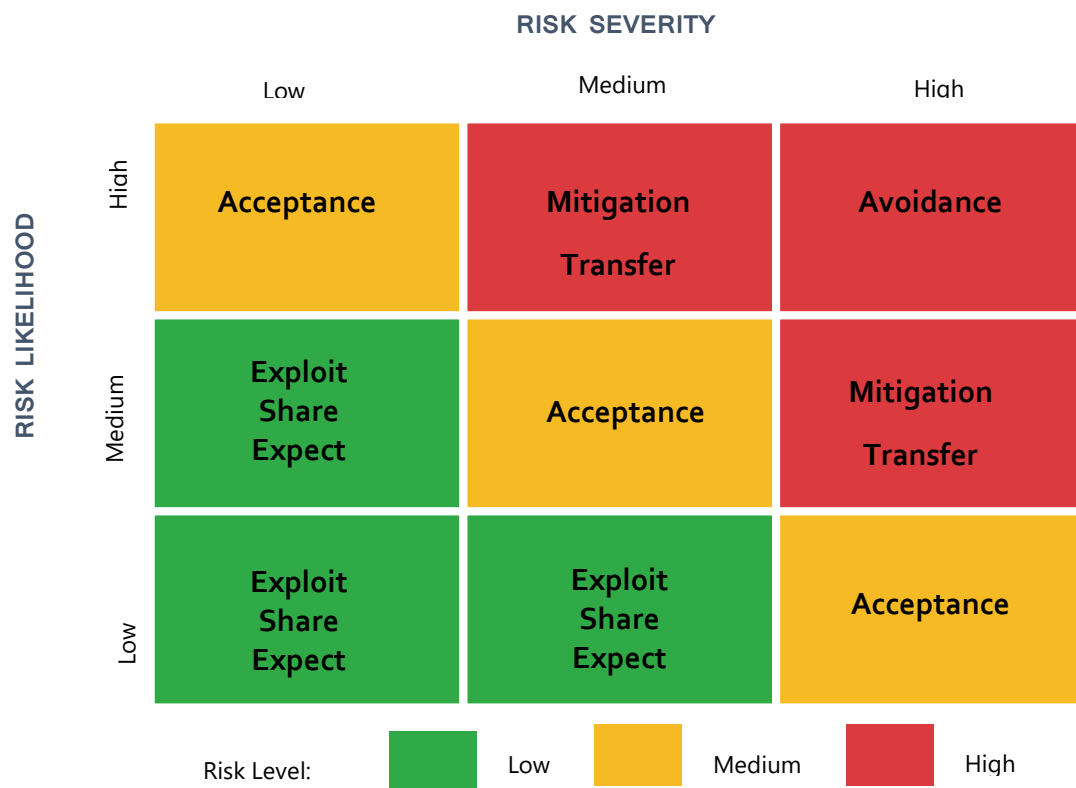 RISK SEVERITY
Low
Medium
High
RISK LIKELIHOOD
High
Acceptance
Mitigation
Transfer
Avoidance
Medium
Exploit
Share
Expect
Acceptance
Mitigation
Transfer
Low
Exploit
Share
Expect
Exploit
Share
Expect
Acceptance
Risk Level:
Low
Medium
High